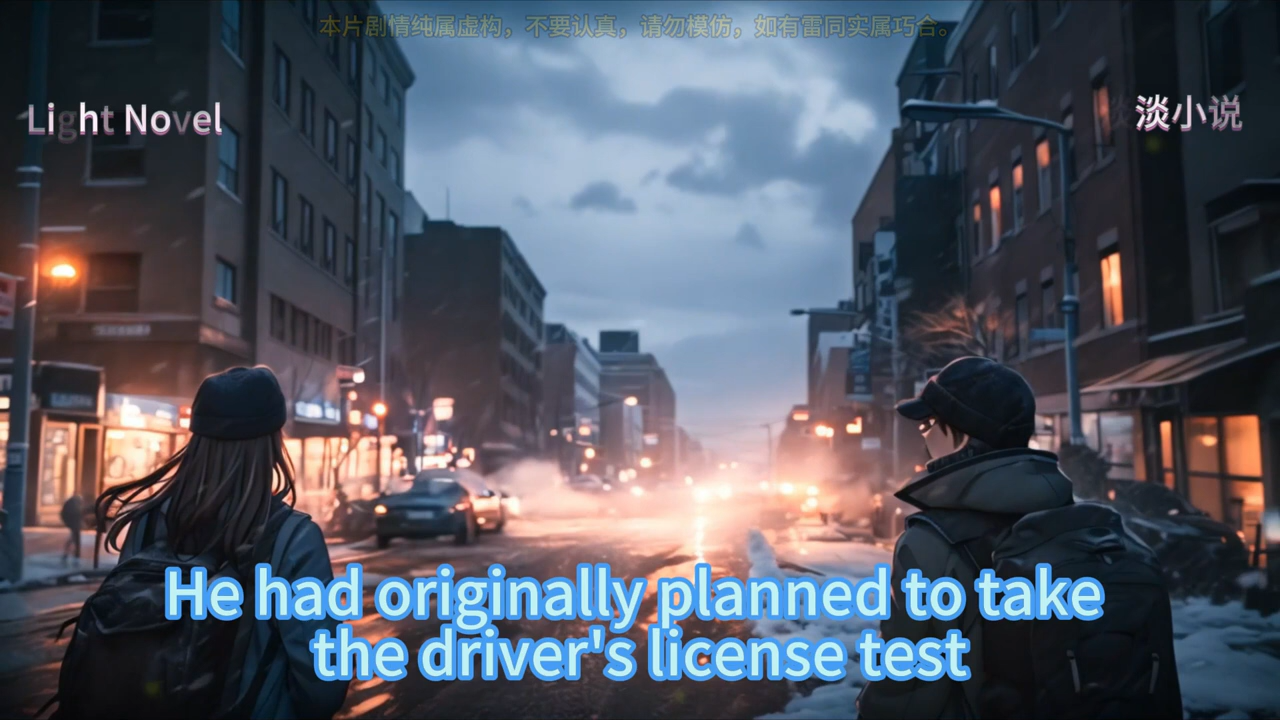 本片剧情纯属虚构，不要认真，请勿模仿，如有雷同实属巧合。
Light Novel
淡小说
He had originally planned to take
the driver's license test